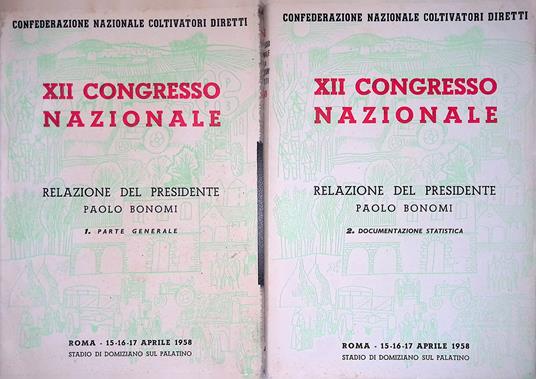 CONFEDERAZIONE NAZIONALE COLTIVATORI DIRETTI
XII CONGRESSO
NAZIONALE
RELAZIONE DEL PRESIDENTE
PAOLO BONOMI
1. PARTE GENERALE
ROMA - 15-16-17 APRILE 1958
STADIO DI DOMIZIANO SUL PALATINO
CONFEDERAZIONE NAZIONALE COLTIVATORI DIRETTI
XII CONGRESSO
NAZIONALE
RELAZIONE DEL PRESIDENTE
PAOLO BONOMI
2. DOCUMENTAZIONE STATISTICA
ROMA - 15-16-17 APRILE 1958
STADIO DI DOMIZIANO SUL PALATINO